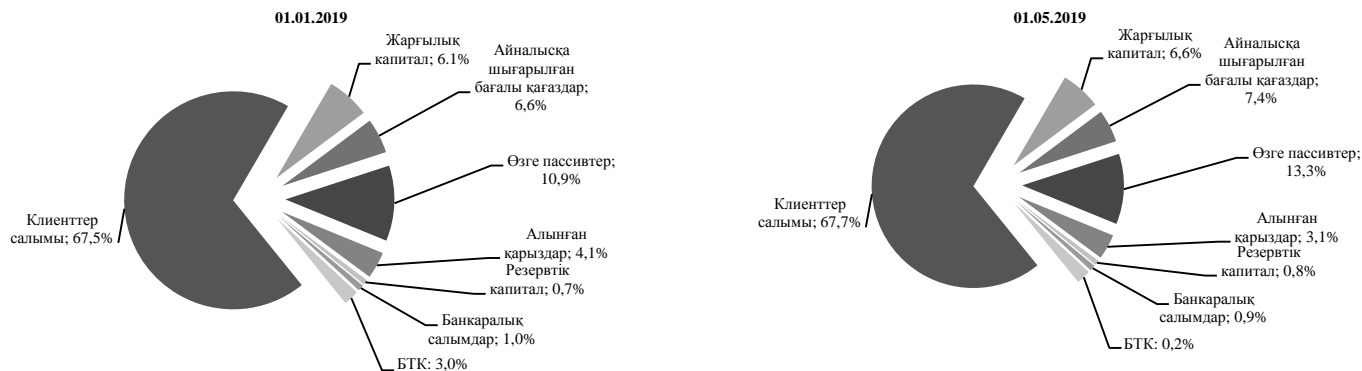 01.01.2019
Жарғылық
капитал; 6.1%
Айналысқа
шығарылған
бағалы қағаздар;
6,6%
Өзге пассивтер;
10,9%
Алынған
қарыздар; 4,1%
Резервтік
капитал; 0,7%
Банкаралық
салымдар; 1,0%
БТК: 3,0%
Клиенттер
салымы; 67,5%
01.05.2019
Жарғылық
капитал; 6,6%
Айналысқа
шығарылған
бағалы қағаздар;
7,4%
Өзге пассивтер;
13,3%
Алынған
қарыздар; 3,1%
Резервтік
капитал; 0,8%
Банкаралық
салымдар; 0,9%
БТК: 0,2%
Клиенттер
салымы; 67,7%